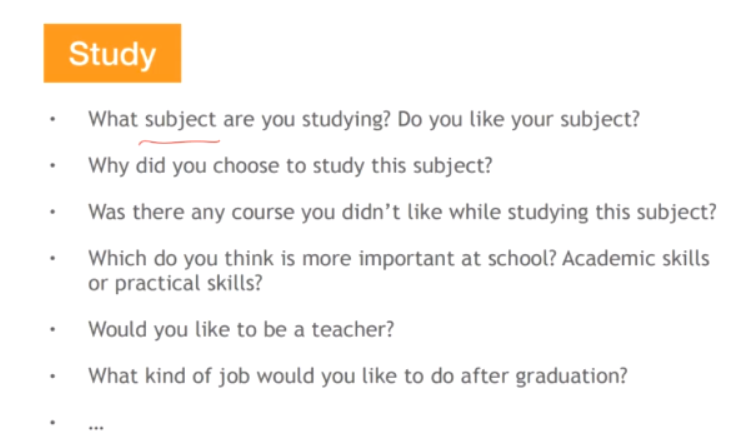 Study
• What subject are you studying? Do you like your subject?
• Why did you choose to study this subject?
• Was there any course you didn’t like while studying this subject?
• Which do you think is more important at school? Academic skills
or practical skills?
• Would you like to be a teacher?
• What kind of job would you like to do after graduation?
• ...